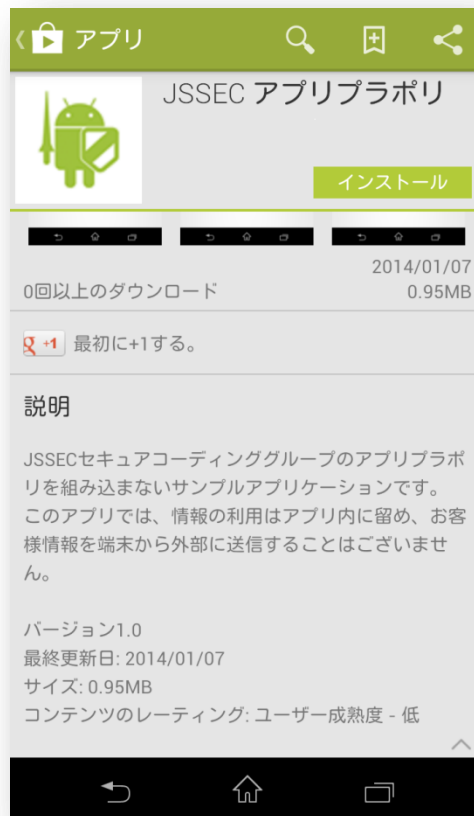 アプリ
JSSEC アプリプラポリ
インストール
2014/01/07
0回以上のダウンロード
0.95MB
g +1 最初に+1する。
説明
JSSECセキュアコーディンググループのアプリプラポ
リを組み込まないサンプルアプリケーションです。
このアプリでは、情報の利用はアプリ内に留め、お客
様情報を端末から外部に送信することはございませ
ん。
バージョン1.0
最終更新日: 2014/01/07
サイズ: 0.95MB
コンテンツのレーティング: ユーザー成熟度 - 低